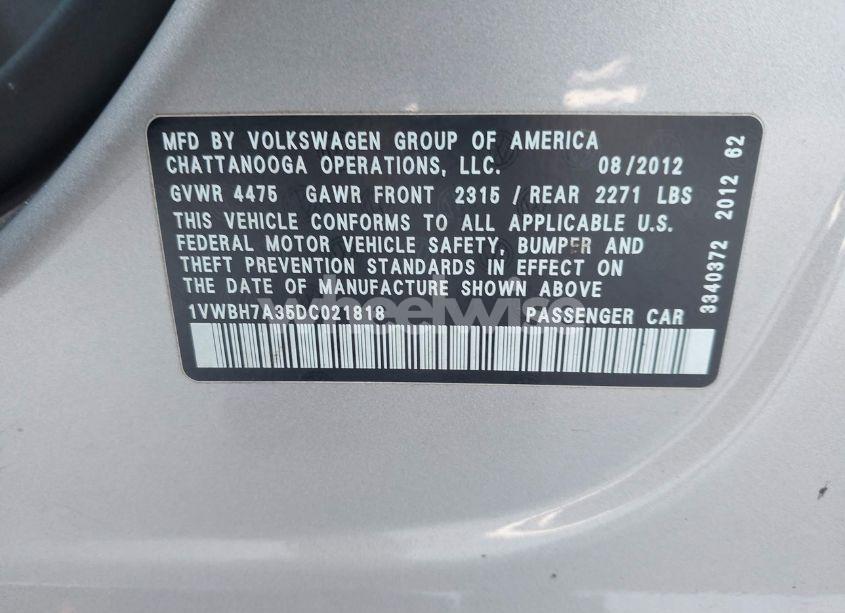 MFD BY VOLKSWAGEN GROUP OF AMERICA
CHATTANOOGA OPERATIONS, LLC. 08/2012
GVWR 4475 GAWR FRONT 2315 / REAR 2271 LBS
THIS VEHICLE CONFORMS TO ALL APPLICABLE U.S.
FEDERAL MOTOR VEHICLE SAFETY, BUMPER AND
THEFT PREVENTION STANDARDS IN EFFECT ON
THE DATE OF MANUFACTURE SHOWN ABOVE
1VWBH7A35DC021818 PASSENGER CAR
3340372 2012 62
wheelwise